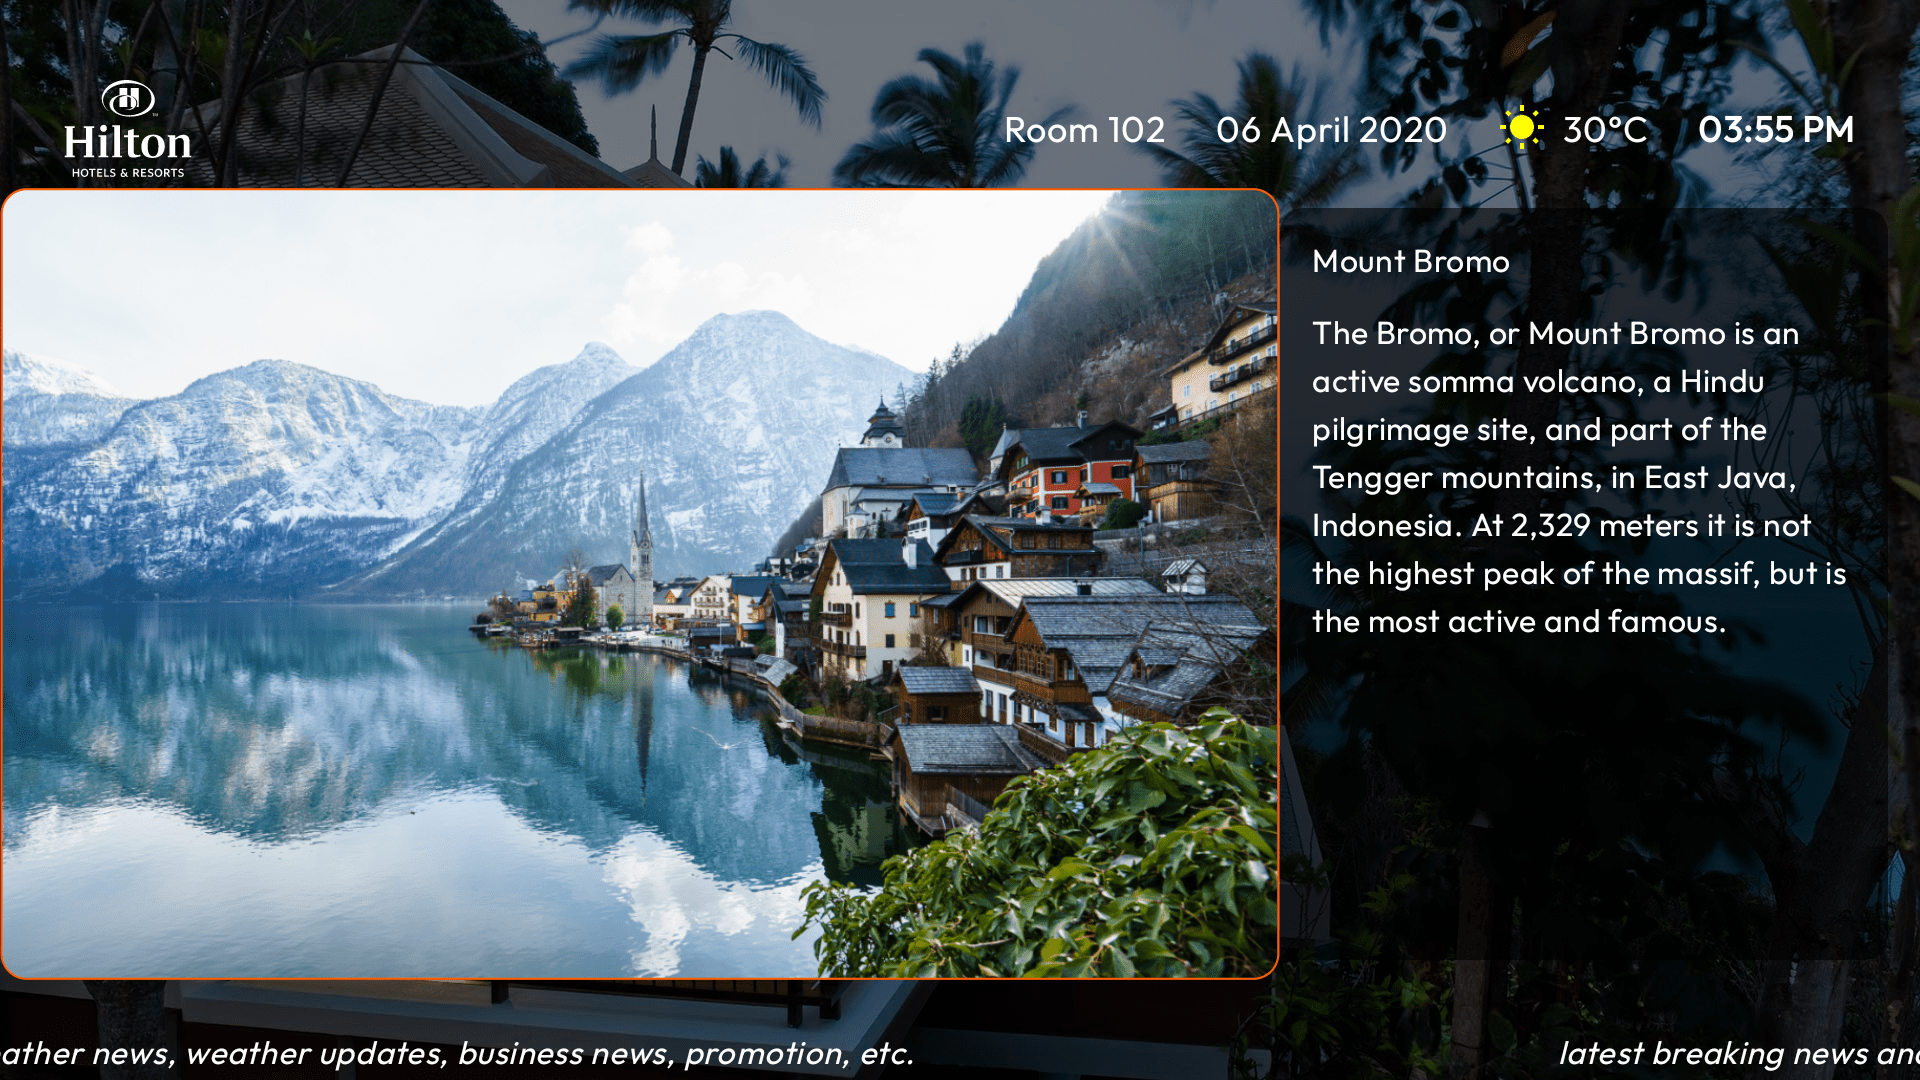 Hilton
HOTELS & RESORTS
Room 102 06 April 2020 30°C 03:55 PM
Mount Bromo
The Bromo, or Mount Bromo is an
active somma volcano, a Hindu
pilgrimage site, and part of the
Tengger mountains, in East Java,
Indonesia. At 2,329 meters it is not
the highest peak of the massif, but is
the most active and famous.
ather news, weather updates, business news, promotion, etc. latest breaking news and